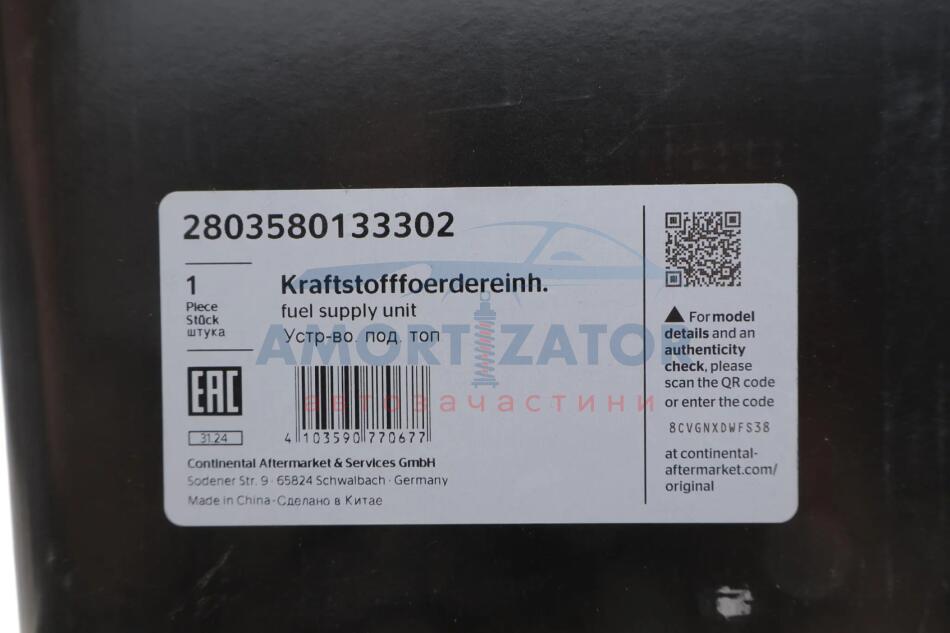 2803580133302
1
Piece
Stück
штука
Kraftstofffoerdereinh.
fuel supply unit
Устр-во. под. топ
AMORTIZATOR
автозачастини
EAC
31.24
4 103590 770677
Continental Aftermarket & Services GmbH
Sodener Str. 9 · 65824 Schwalbach · Germany
Made in China · Сделано в Китае
For model
details and an
authenticity
check, please
scan the QR code
or enter the code
8CVGNXDWFS38
at continental-
aftermarket.com/
original